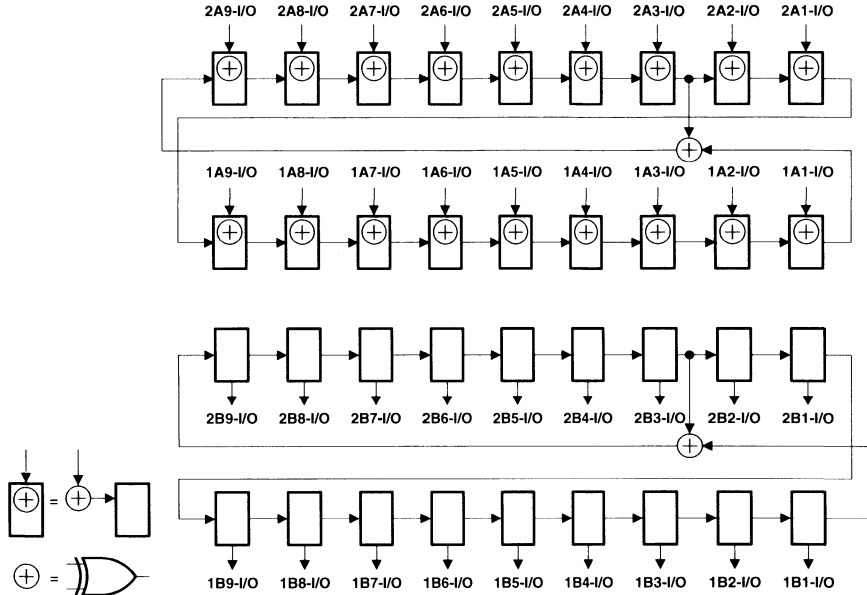 2A9-I/O 2A8-I/O 2A7-I/O 2A6-I/O 2A5-I/O 2A4-I/O 2A3-I/O 2A2-I/O 2A1-I/O
1A9-I/O 1A8-I/O 1A7-I/O 1A6-I/O 1A5-I/O 1A4-I/O 1A3-I/O 1A2-I/O 1A1-I/O
2B9-I/O 2B8-I/O 2B7-I/O 2B6-I/O 2B5-I/O 2B4-I/O 2B3-I/O 2B2-I/O 2B1-I/O
=
=
1B9-I/O 1B8-I/O 1B7-I/O 1B6-I/O 1B5-I/O 1B4-I/O 1B3-I/O 1B2-I/O 1B1-I/O